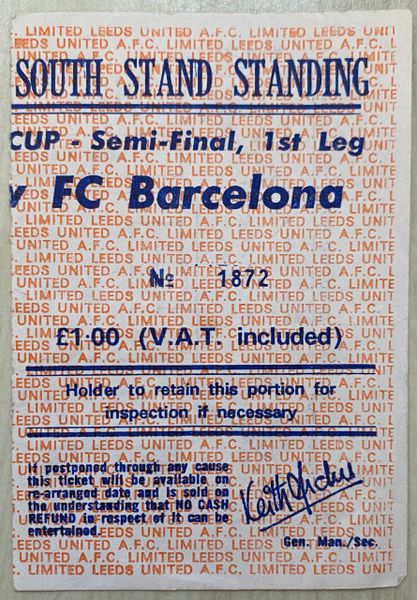 SOUTH STAND STANDING
CUP - Semi-Final, 1st Leg
v FC Barcelona
№ 1872
£1·00 (V.A.T. included)
Holder to retain this portion for
inspection if necessary
If postponed through any cause
this ticket will be available on
re-arranged date and is sold on
the understanding that NO CASH
REFUND in respect of it can be
entertained.
Keith Archer
Gen. Man./Sec.
LIMITED LEEDS UNITED A.F.C. LIMITED LEEDS UNITED A.F.C.